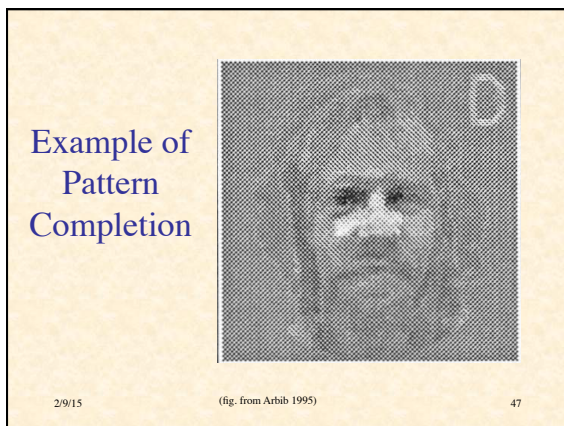 Example of
Pattern
Completion
D
2/9/15
(fig. from Arbib 1995)
47